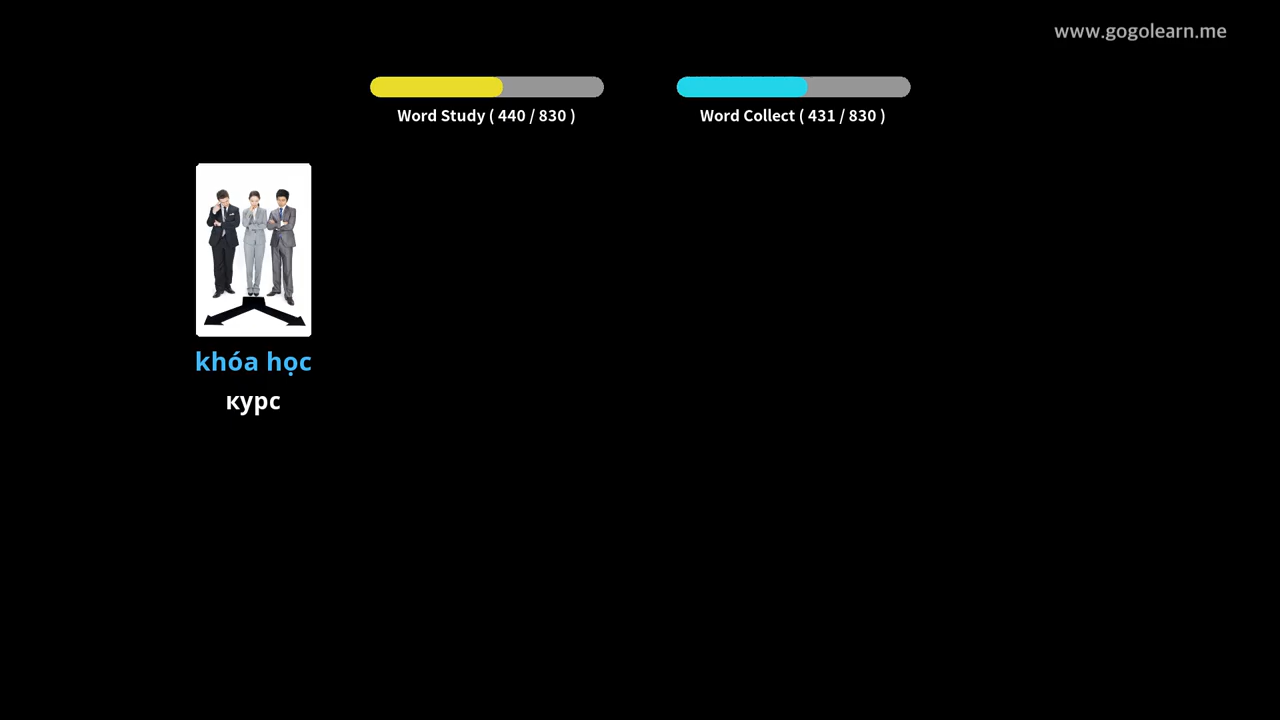 www.gogolearn.me
Word Study ( 440 / 830 )
Word Collect ( 431 / 830 )
khóa học
курс